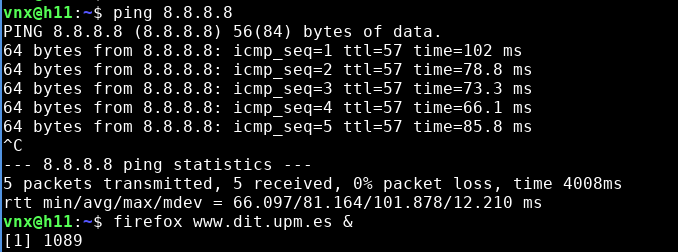 vnx@h11:~$ ping 8.8.8.8
PING 8.8.8.8 (8.8.8.8) 56(84) bytes of data.
64 bytes from 8.8.8.8: icmp_seq=1 ttl=57 time=102 ms
64 bytes from 8.8.8.8: icmp_seq=2 ttl=57 time=78.8 ms
64 bytes from 8.8.8.8: icmp_seq=3 ttl=57 time=73.3 ms
64 bytes from 8.8.8.8: icmp_seq=4 ttl=57 time=66.1 ms
64 bytes from 8.8.8.8: icmp_seq=5 ttl=57 time=85.8 ms
^C
--- 8.8.8.8 ping statistics ---
5 packets transmitted, 5 received, 0% packet loss, time 4008ms
rtt min/avg/max/mdev = 66.097/81.164/101.878/12.210 ms
vnx@h11:~$ firefox www.dit.upm.es &
[1] 1089